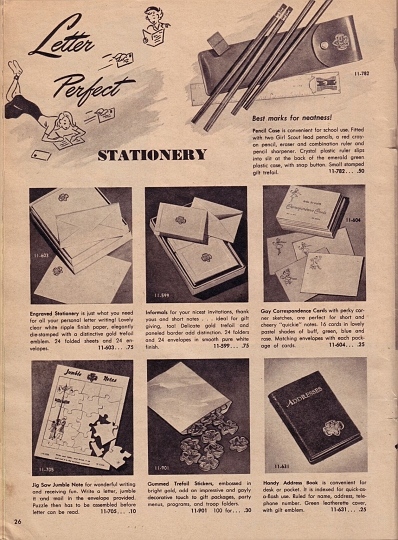 Letter
Perfect
11-782
STATIONERY
Best marks for neatness!
Pencil Case is convenient for school use. Fitted
with two Girl Scout lead pencils, a red cray-
on pencil, eraser and combination ruler and
pencil sharpener. Crystal plastic ruler slips
into slit at the back of the emerald green
plastic case, with snap button. Small stamped
gilt trefoil. 11-782 . . . .50
11-603
11-599
11-604
Engraved Stationery is just what you need
for all your personal letter writing! Lovely
clear white ripple finish paper, elegantly
die-stamped with a distinctive gold trefoil
emblem. 24 folded sheets and 24 en-
velopes. 11-603 . . . .75
Informals for your nicest invitations, thank
yous and short notes . . . ideal for gift
giving, too! Delicate gold trefoil and
paneled border add distinction. 24 folders
and 24 envelopes in smooth pure white
finish. 11-599 . . . .75
Gay Correspondence Cards with perky cor-
ner sketches, are perfect for short and
cheery "quickie" notes. 16 cards in lovely
pastel shades of buff, green, blue and
rose. Matching envelopes with each pack-
age of cards. 11-604 . . . .25
Jumble Notes
11-705
11-901
ADDRESSES
11-631
Jig Saw Jumble Note for wonderful writing
and receiving fun. Write a letter, jumble
it and mail in the envelope provided.
Puzzle then has to be assembled before
letter can be read. 11-705 . . . .10
Gummed Trefoil Stickers, embossed in
bright gold, add an impressive and gayly
decorative touch to gift packages, party
menus, programs, and troop folders.
11-901 100 for . . . .30
Handy Address Book is convenient for
desk or pocket. It is indexed for quick-as-
a-flash use. Ruled for name, address, tele-
phone number. Green leatherette cover,
with gilt emblem. 11-631 . . . .25
26